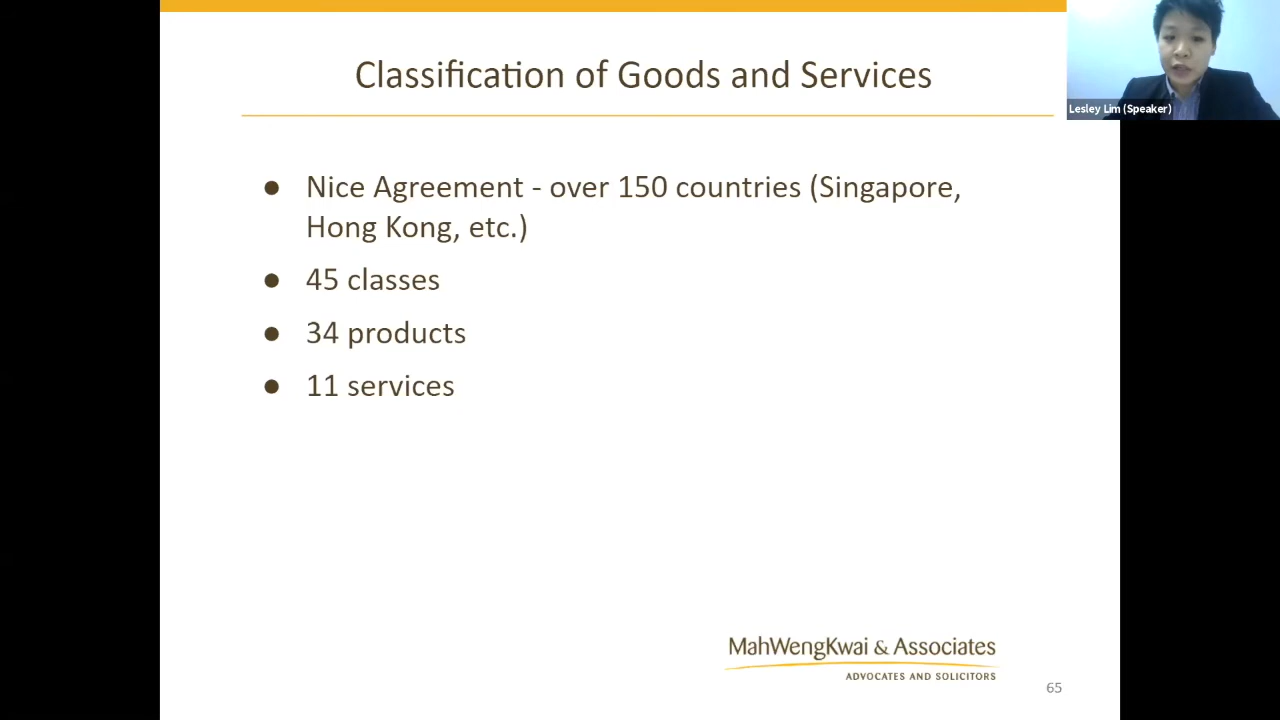 Classification of Goods and Services
Lesley Lim (Speaker)
● Nice Agreement - over 150 countries (Singapore,
Hong Kong, etc.)
● 45 classes
● 34 products
● 11 services
MahWengKwai & Associates
ADVOCATES AND SOLICITORS
65